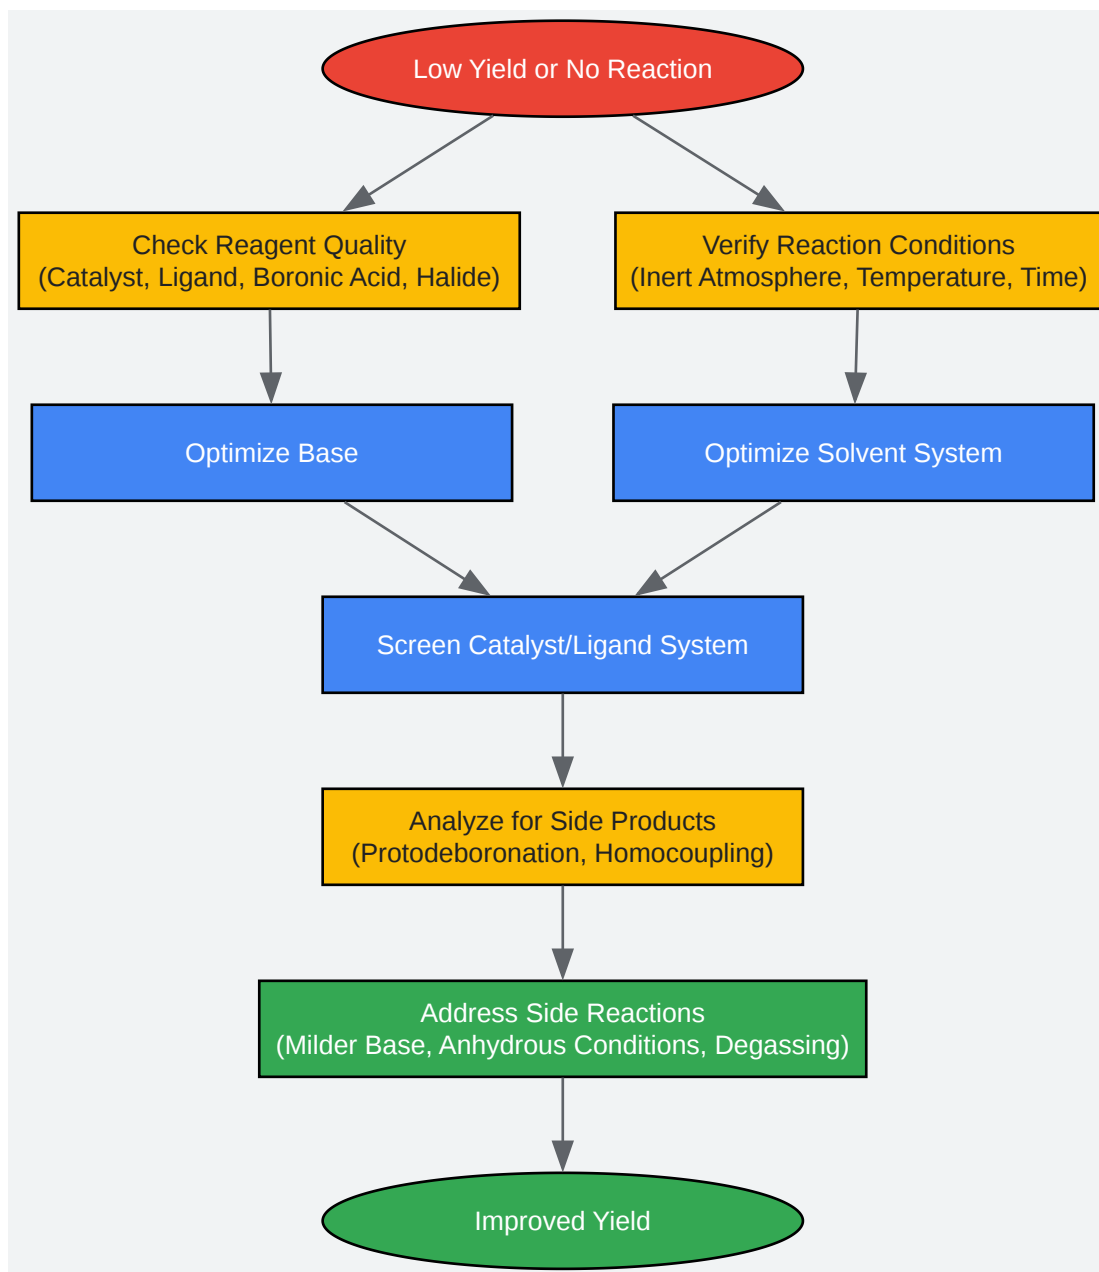 Low Yield or No Reaction
Check Reagent Quality
(Catalyst, Ligand, Boronic Acid, Halide)
Verify Reaction Conditions
(Inert Atmosphere, Temperature, Time)
Optimize Base
Optimize Solvent System
Screen Catalyst/Ligand System
Analyze for Side Products
(Protodeboronation, Homocoupling)
Address Side Reactions
(Milder Base, Anhydrous Conditions, Degassing)
Improved Yield